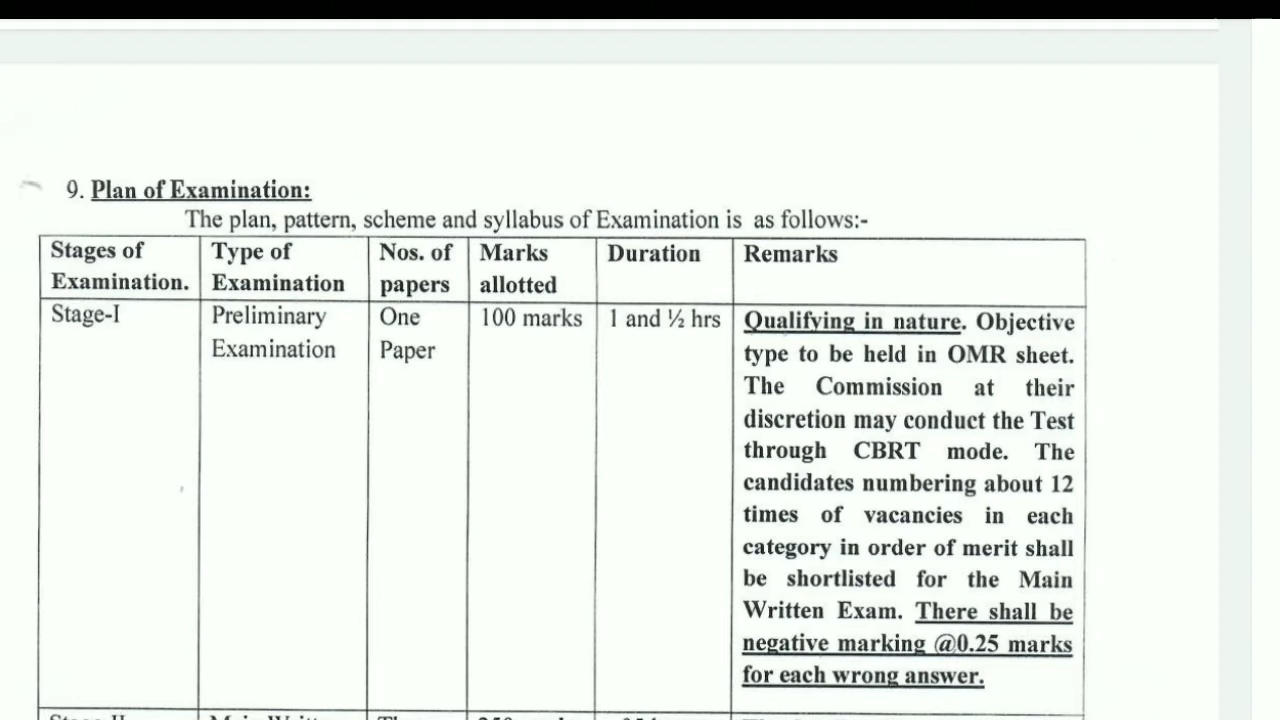 9. Plan of Examination:
The plan, pattern, scheme and syllabus of Examination is as follows:-
Stages of Examination.
Type of Examination
Nos. of papers
Marks allotted
Duration
Remarks
Stage-I
Preliminary Examination
One Paper
100 marks
1 and ½ hrs
Qualifying in nature. Objective
type to be held in OMR sheet.
The Commission at their
discretion may conduct the Test
through CBRT mode. The
candidates numbering about 12
times of vacancies in each
category in order of merit shall
be shortlisted for the Main
Written Exam. There shall be
negative marking @0.25 marks
for each wrong answer.